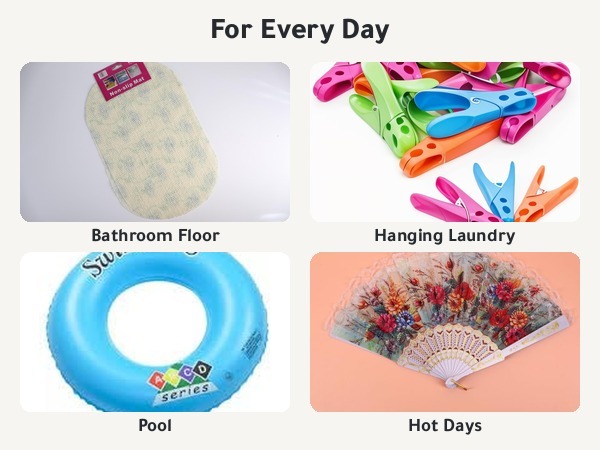 For Every Day
Non-slip Mat
Bathroom Floor
Hanging Laundry
A B C D
series
Pool
Hot Days